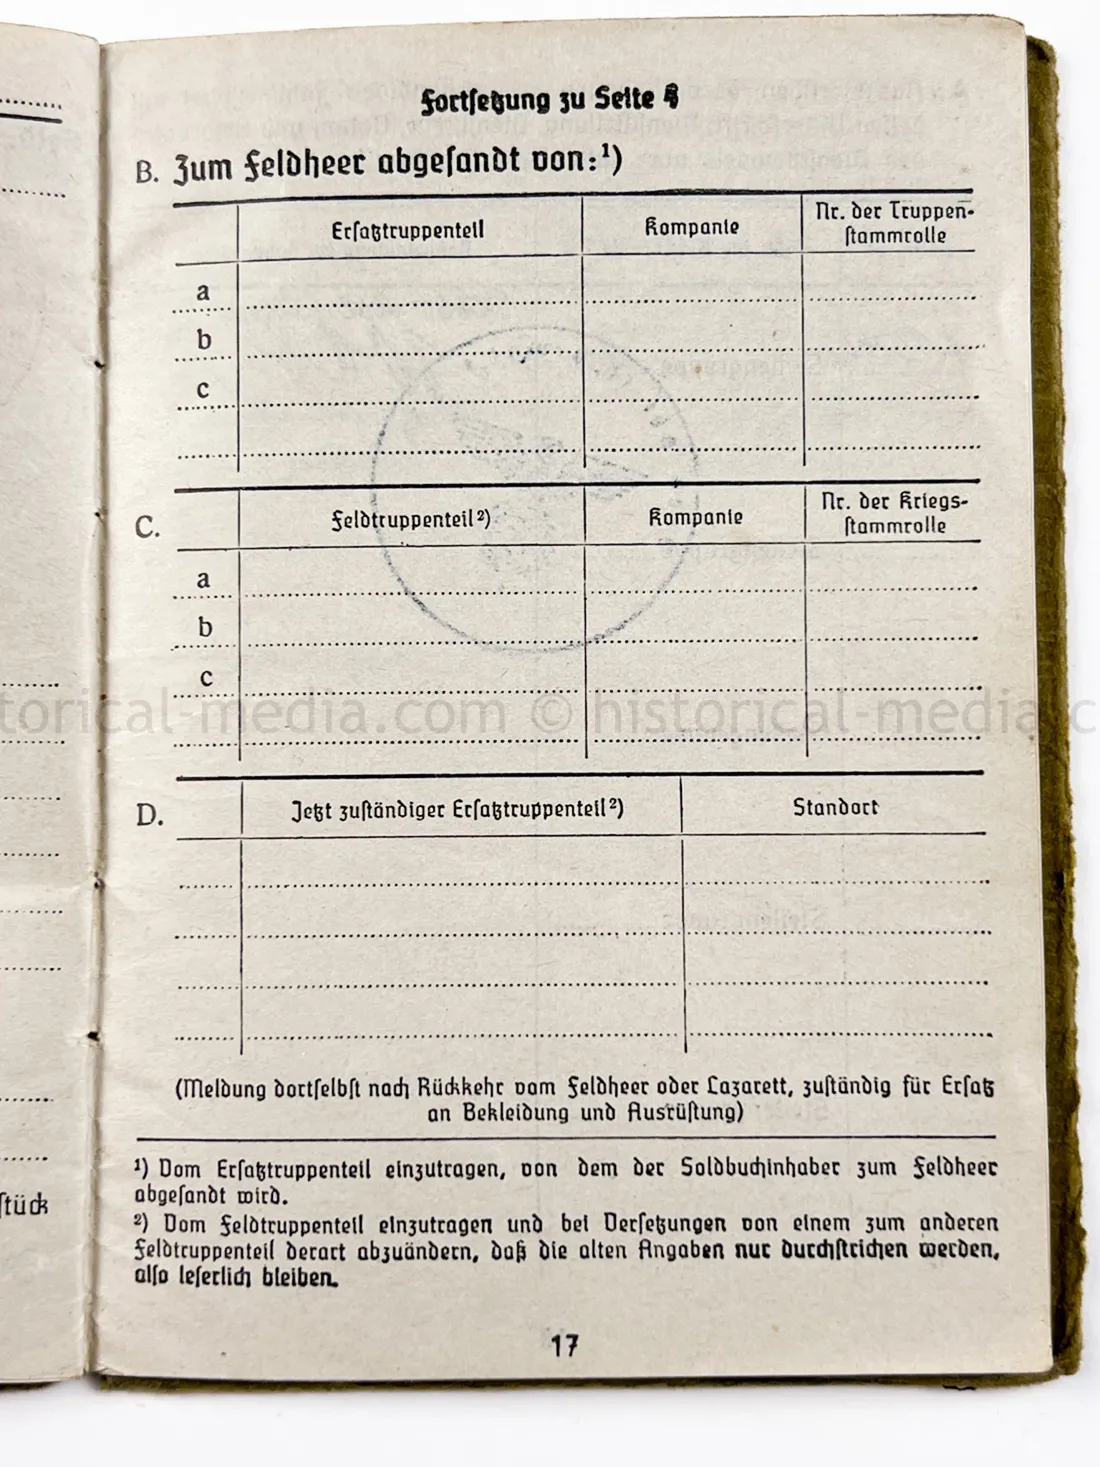 Fortsetzung zu Seite 4
B. Zum Feldheer abgesandt von:¹)
Ersatztruppenteil
Kompanie
Nr. der Truppen-
stammrolle
a
b
c
C.
Feldtruppenteil²)
Kompanie
Nr. der Kriegs-
stammrolle
a
b
c
torical-media.com © historical-media.c
D.
Jetzt zuständiger Ersatztruppenteil²)
Standort
(Meldung dortselbst nach Rückkehr vom Feldheer oder Lazarett, zuständig für Ersatz
an Bekleidung und Ausrüstung)
¹) Vom Ersatztruppenteil einzutragen, von dem der Soldbuchinhaber zum Feldheer
abgesandt wird.
²) Vom Feldtruppenteil einzutragen und bei Versetzungen von einem zum anderen
Feldtruppenteil derart abzuändern, daß die alten Angaben nur durchstrichen werden,
also leserlich bleiben.
stück
17